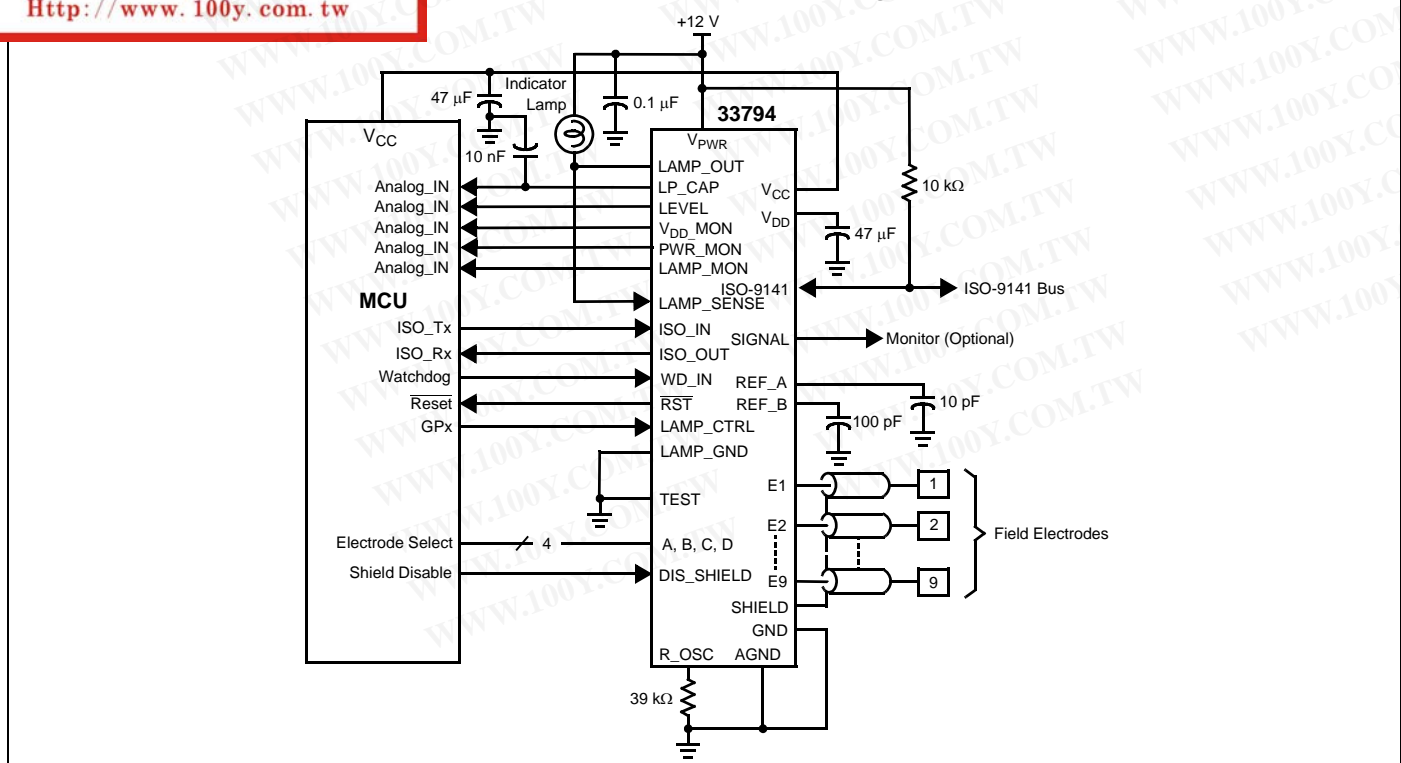 Http://www.100y.com.tw
+12 V
Indicator
Lamp
47 μF
0.1 μF
33794
VCC
10 nF
VPWR
LAMP_OUT
Analog_IN
LP_CAP
VCC
10 kΩ
Analog_IN
LEVEL
VDD
Analog_IN
VDD_MON
47 μF
Analog_IN
PWR_MON
Analog_IN
LAMP_MON
MCU
ISO-9141
ISO-9141 Bus
LAMP_SENSE
ISO_Tx
ISO_IN
SIGNAL
Monitor (Optional)
ISO_Rx
ISO_OUT
Watchdog
WD_IN
REF_A
Reset
RST
REF_B
10 pF
GPx
LAMP_CTRL
100 pF
LAMP_GND
E1
1
TEST
E2
2
Field Electrodes
Electrode Select
4
A, B, C, D
Shield Disable
DIS_SHIELD
E9
9
SHIELD
GND
R_OSC
AGND
39 kΩ
WWW.100Y.COM.TW